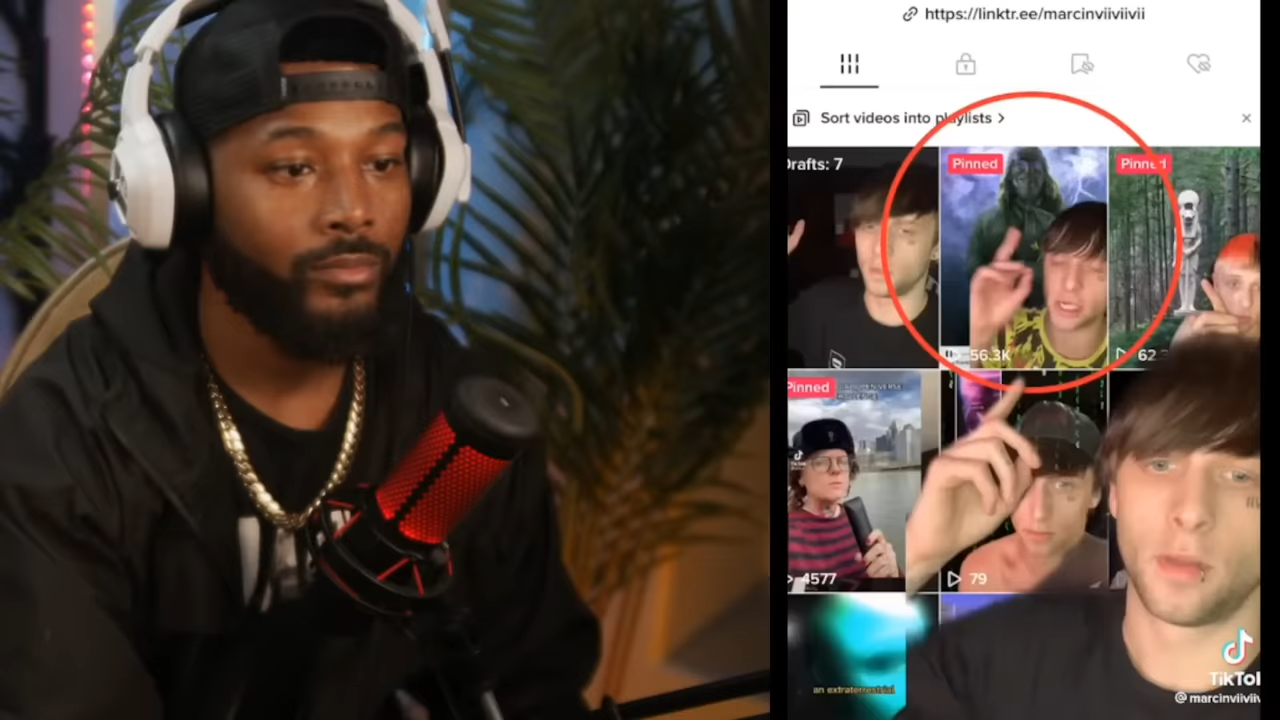 https://linktr.ee/marcinviiviivii
Sort videos into playlists
Drafts: 7
Pinned
Pinned
56.3K
62
Pinned
4577
79
an extraterrestrial
TikTok
@marcinviiviiv